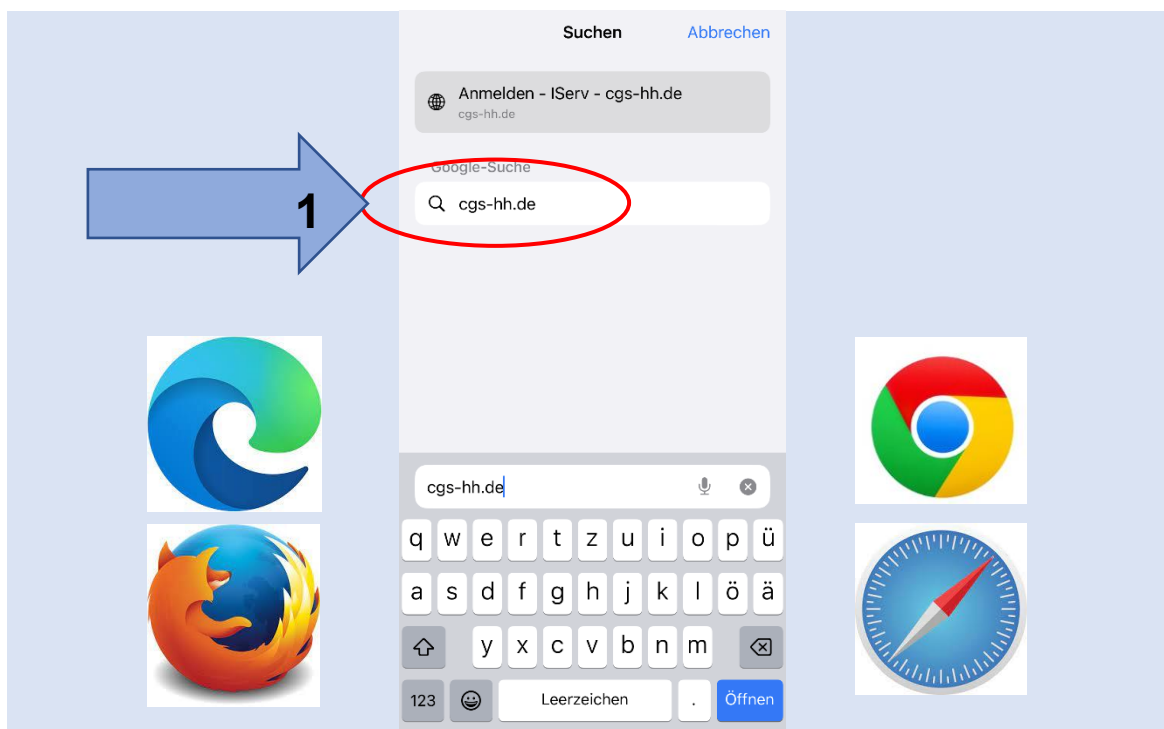 Suchen Abbrechen
Anmelden - IServ - cgs-hh.de
cgs-hh.de
Google-Suche
1
cgs-hh.de
cgs-hh.de
q w e r t z u i o p ü
a s d f g h j k l ö ä
y x c v b n m
123 Leerzeichen . Öffnen